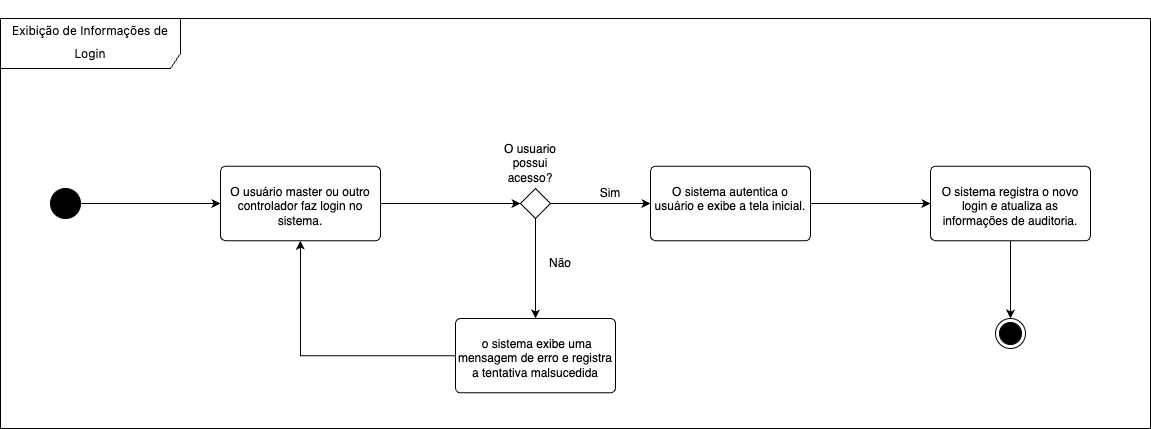 Exibição de Informações de
Login
O usuario
possui
acesso?
O usuário master ou outro
controlador faz login no
sistema.
Sim
O sistema autentica o
usuário e exibe a tela inicial.
O sistema registra o novo
login e atualiza as
informações de auditoria.
Não
o sistema exibe uma
mensagem de erro e registra
a tentativa malsucedida